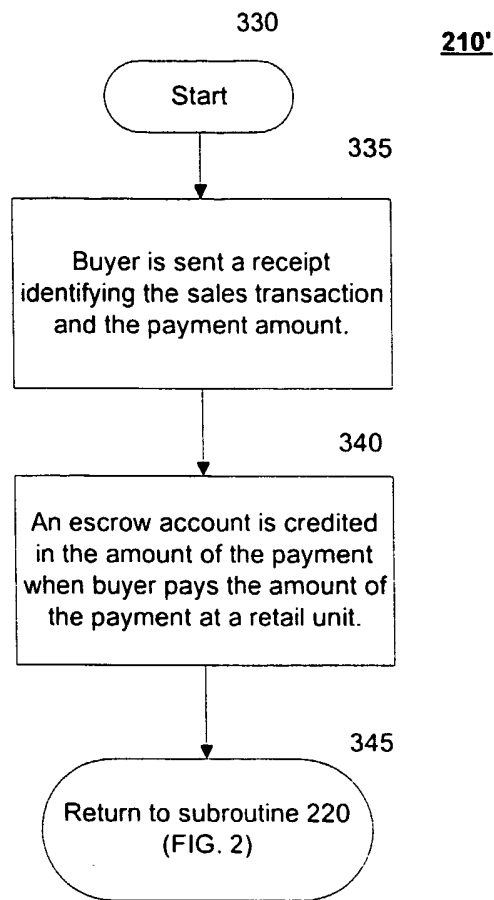 330
210'
Start
335
Buyer is sent a receipt
identifying the sales transaction
and the payment amount.
340
An escrow account is credited
in the amount of the payment
when buyer pays the amount of
the payment at a retail unit.
345
Return to subroutine 220
(FIG. 2)